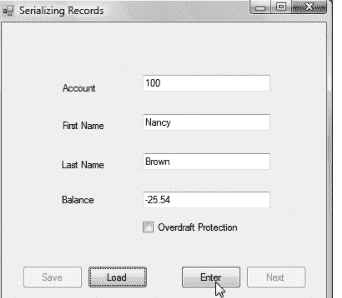 Serializing Records
Account 100
First Name Nancy
Last Name Brown
Balance -25.54
Overdraft Protection
Save Load Enter Next